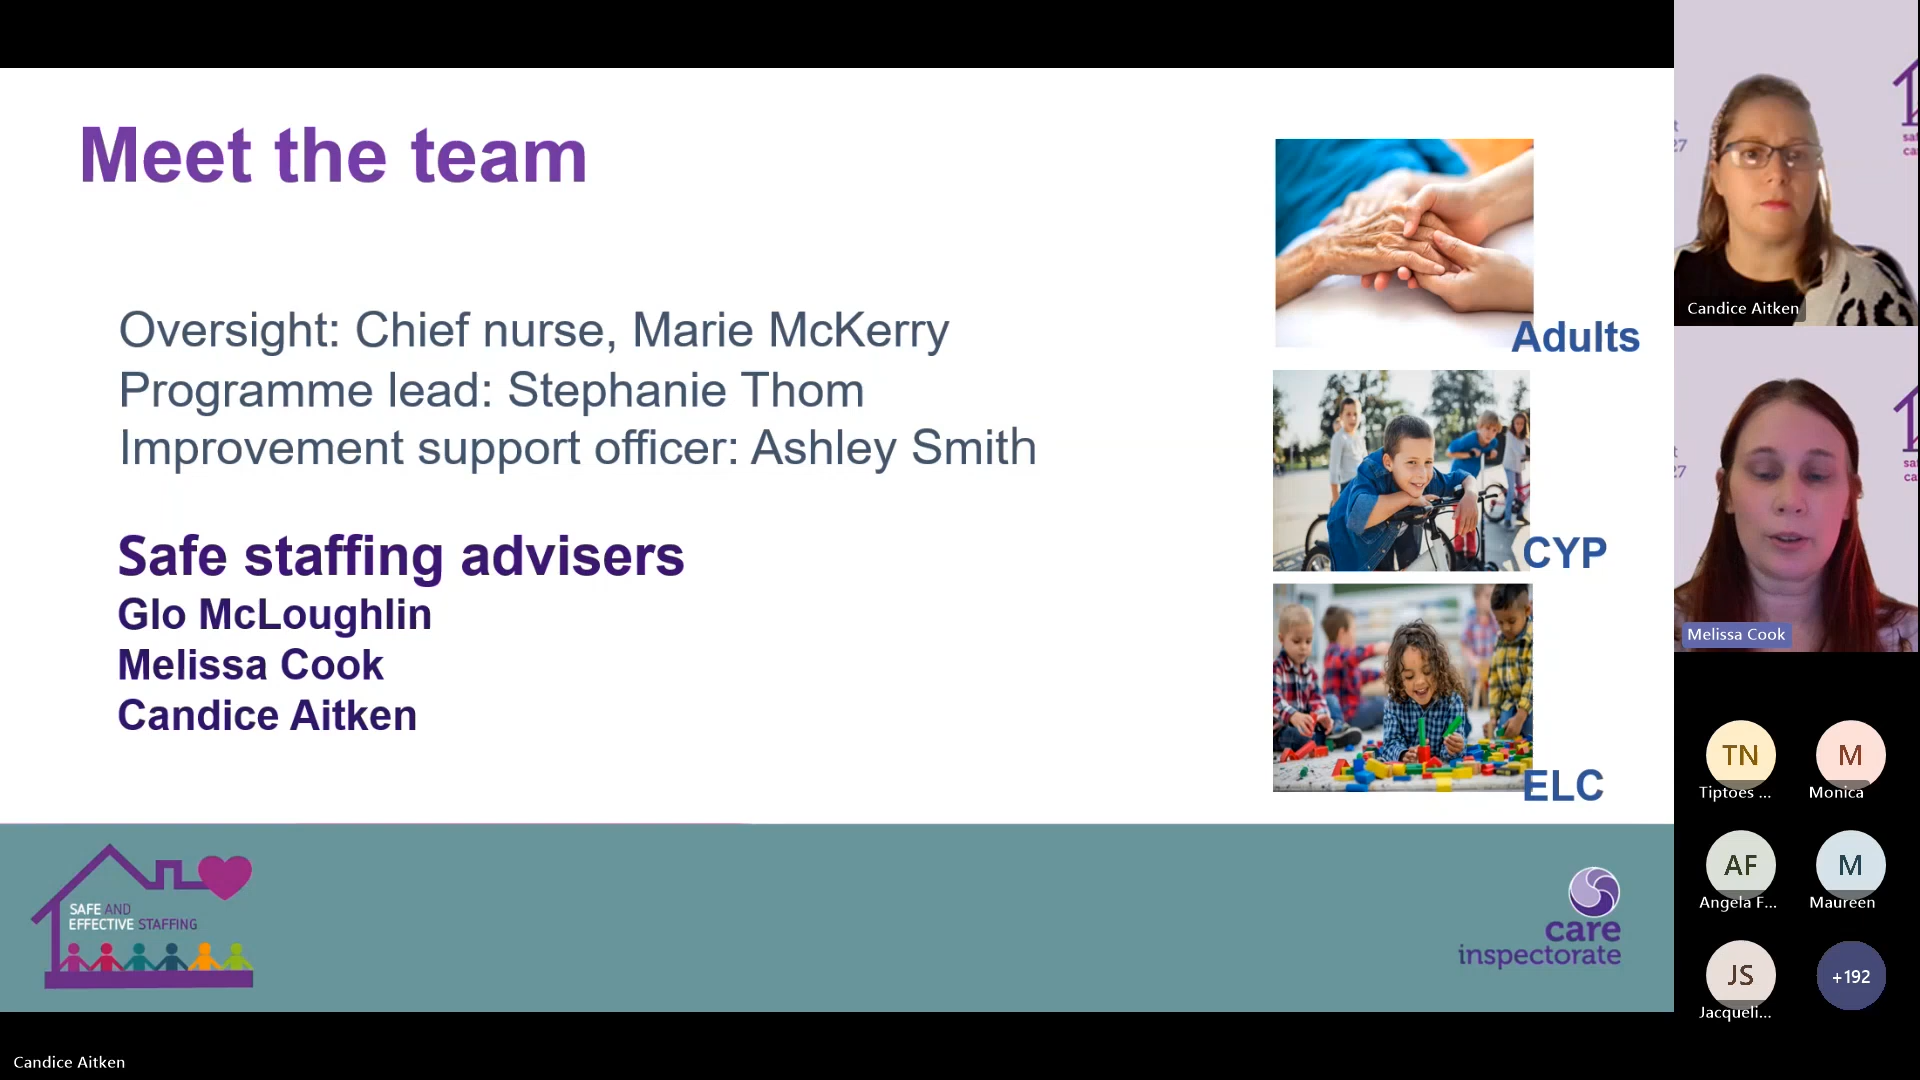 Meet the team
Oversight: Chief nurse, Marie McKerry
Programme lead: Stephanie Thom
Improvement support officer: Ashley Smith
Safe staffing advisers
Glo McLoughlin
Melissa Cook
Candice Aitken
Adults
CYP
ELC
SAFE AND
EFFECTIVE STAFFING
care
inspectorate
Candice Aitken
Melissa Cook
TN
Tiptoes ...
M
Monica
AF
Angela F...
M
Maureen
JS
Jacqueli...
+192
Candice Aitken